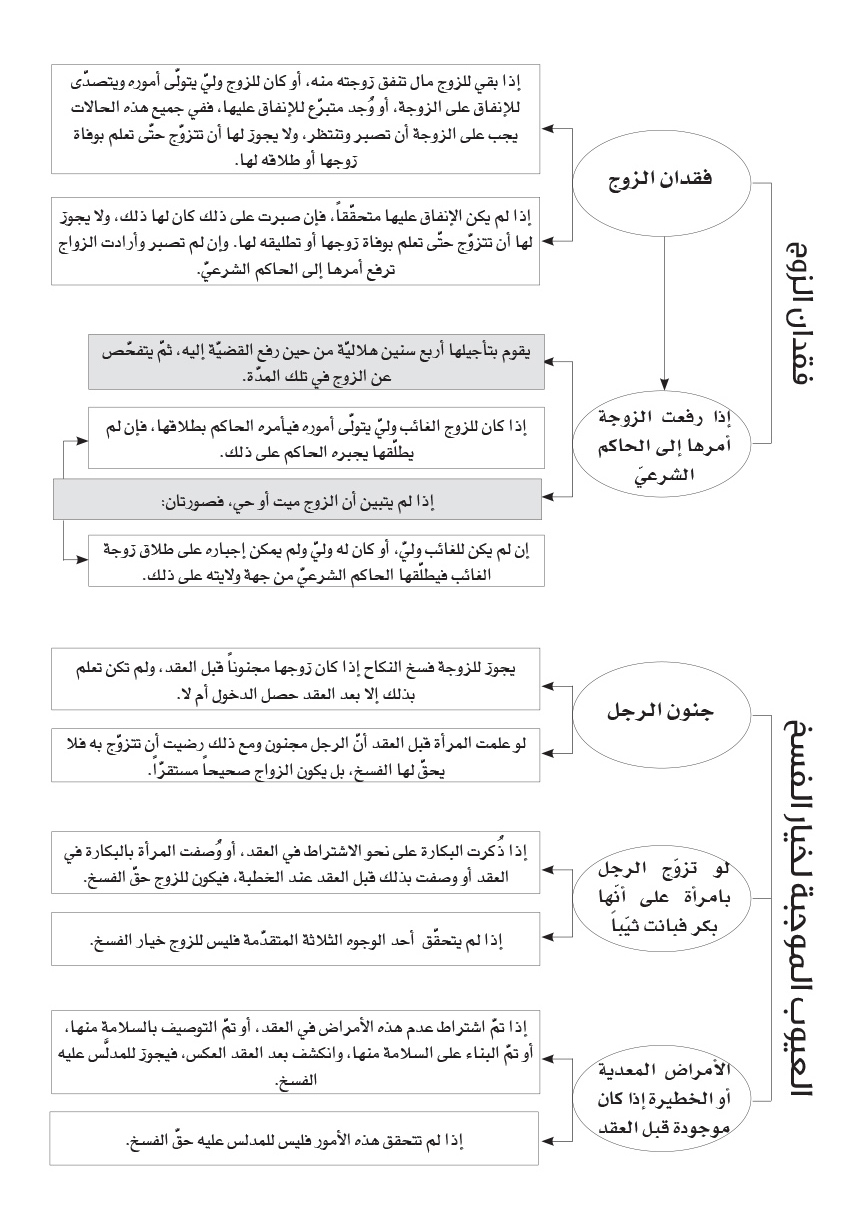 فقدان الزوج
فقدان الزوج
إذا بقي للزوج مال تنفق زوجته منه، أو كان للزوج وليّ يتولّى أموره ويتصدّى
للإنفاق على الزوجة، أو وُجد متبرّع للإنفاق عليها، ففي جميع هذه الحالات
يجب على الزوجة أن تصبر وتنتظر، ولا يجوز لها أن تتزوّج حتّى تعلم بوفاة
زوجها أو طلاقه لها.
إذا لم يكن الإنفاق عليها متحقّقاً، فإن صبرت على ذلك كان لها ذلك، ولا يجوز
لها أن تتزوّج حتّى تعلم بوفاة زوجها أو تطليقه لها. وإن لم تصبر وأرادت الزواج
ترفع أمرها إلى الحاكم الشرعيّ.
إذا رفعت الزوجة
أمرها إلى الحاكم
الشرعيّ
يقوم بتأجيلها أربع سنين هلاليّة من حين رفع القضيّة إليه، ثمّ يتفحّص
عن الزوج في تلك المدّة.
إذا كان للزوج الغائب وليّ يتولّى أموره فيأمره الحاكم بطلاقها، فإن لم
يطلّقها يجبره الحاكم على ذلك.
إذا لم يتبين أن الزوج ميت أو حي، فصورتان:
إن لم يكن للغائب وليّ، أو كان له وليّ ولم يمكن إجباره على طلاق زوجة
الغائب فيطلّقها الحاكم الشرعيّ من جهة ولايته على ذلك.
العيوب الموجبة لخيار الفسخ
جنون الرجل
يجوز للزوجة فسخ النكاح إذا كان زوجها مجنوناً قبل العقد، ولم تكن تعلم
بذلك إلا بعد العقد حصل الدخول أم لا.
لو علمت المرأة قبل العقد أنّ الرجل مجنون ومع ذلك رضيت أن تتزوّج به فلا
يحقّ لها الفسخ، بل يكون الزواج صحيحاً مستقرّاً.
لو تزوَج الرجل
بامرأة على أنَها
بكر فبانت ثيَباً
إذا ذُكرت البكارة على نحو الاشتراط في العقد، أو وُصفت المرأة بالبكارة في
العقد أو وصفت بذلك قبل العقد عند الخطبة، فيكون للزوج حقّ الفسخ.
إذا لم يتحقّق أحد الوجوه الثلاثة المتقدّمة فليس للزوج خيار الفسخ.
الأمراض المعدية
أو الخطيرة إذا كان
موجودة قبل العقد
إذا تمّ اشتراط عدم هذه الأمراض في العقد، أو تمّ التوصيف بالسلامة منها،
أو تمّ البناء على السلامة منها، وانكشف بعد العقد العكس، فيجوز للمدلَّس عليه
الفسخ.
إذا لم تتحقق هذه الأمور فليس للمدلس عليه حقّ الفسخ.